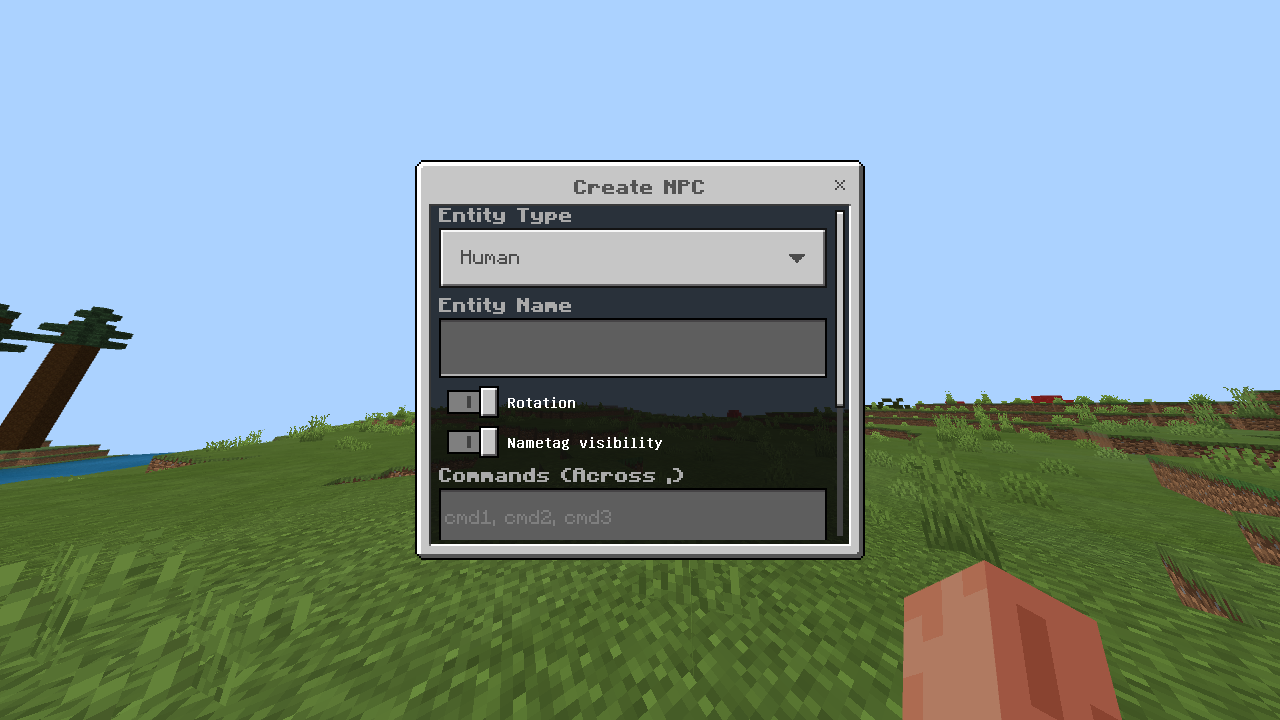 Create NPC
Entity Type
Human
Entity Name
Rotation
Nametag visibility
Commands (Across ,)
cmd1, cmd2, cmd3